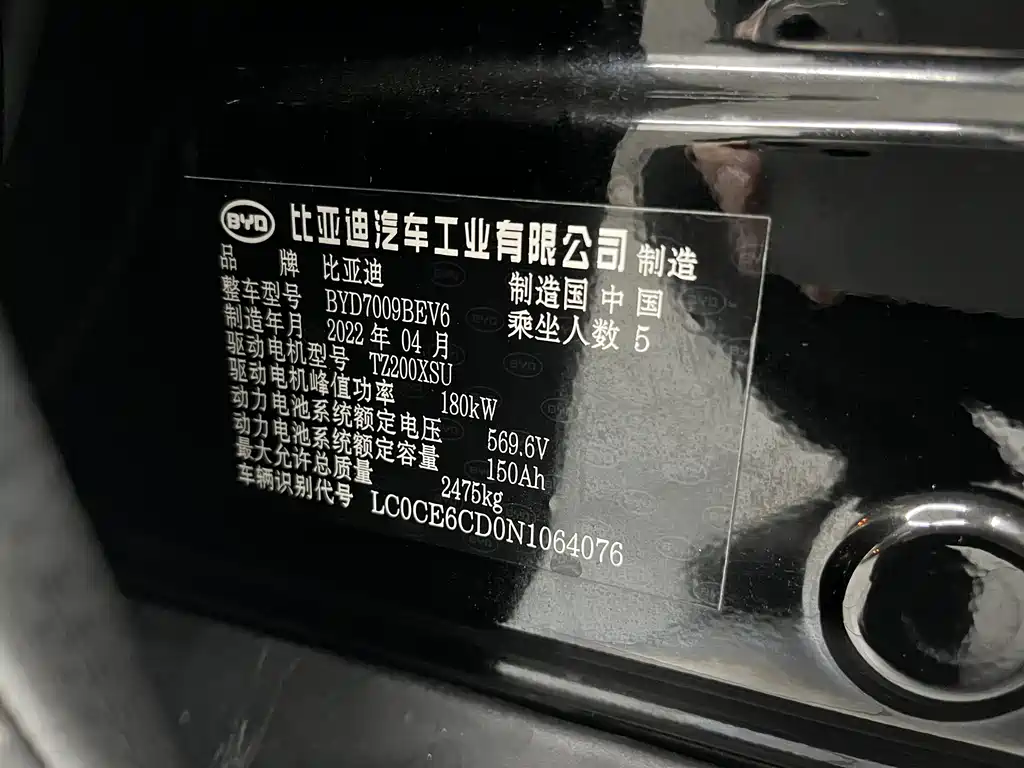 BYD 比亚迪汽车工业有限公司 制造
品 牌 比亚迪 制造国 中国
整车型号 BYD7009BEV6 乘坐人数 5
制造年月 2022 年 04 月
驱动电机型号 TZ200XSU
驱动电机峰值功率 180kW
动力电池系统额定电压 569.6V
动力电池系统额定容量 150Ah
最大允许总质量 2475kg
车辆识别代号 LC0CE6CD0N1064076